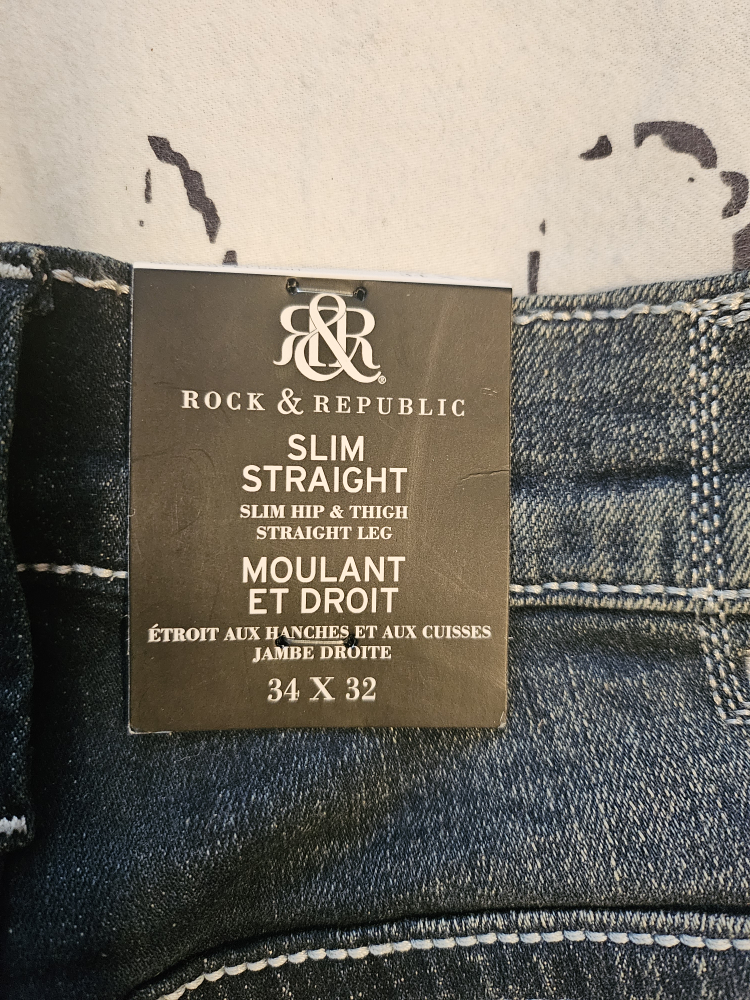 R&R®
ROCK & REPUBLIC
SLIM
STRAIGHT
SLIM HIP & THIGH
STRAIGHT LEG
MOULANT
ET DROIT
ÉTROIT AUX HANCHES ET AUX CUISSES
JAMBE DROITE
34 X 32